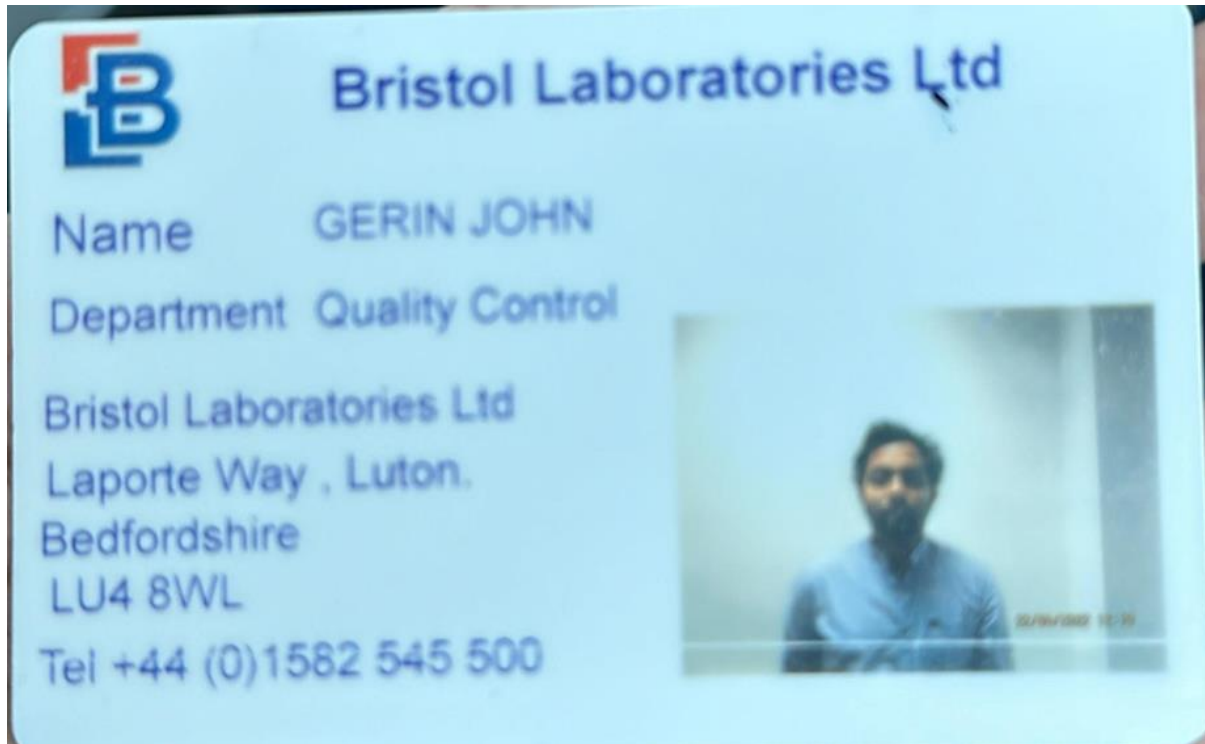 B
Bristol Laboratories Ltd
Name GERIN JOHN
Department Quality Control
Bristol Laboratories Ltd
Laporte Way , Luton.
Bedfordshire
LU4 8WL
Tel +44 (0)1582 545 500